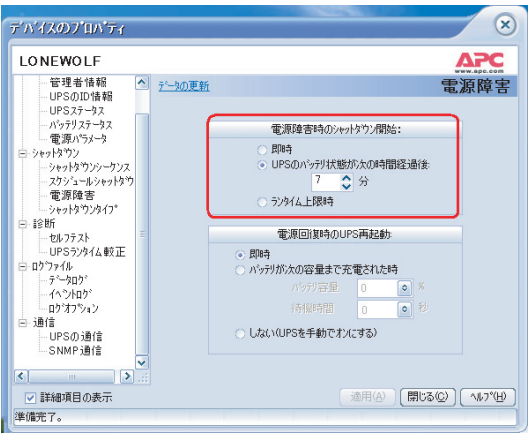 デバイスのプロパティ
LONEWOLF
APC
www.apc.com
管理者情報
UPSのID情報
UPSステータス
バッテリステータス
電源パラメータ
シャットダウン
シャットダウンシーケンス
スケジュールシャットダウ
電源障害
シャットダウンタイプ
診断
セルフテスト
UPSランタイム較正
ログファイル
データログ
イベントログ
ログオプション
通信
UPSの通信
SNMP通信
データの更新
電源障害
電源障害時のシャットダウン開始:
即時
UPSのバッテリ状態が次の時間経過後:
7 分
ランタイム上限時
電源回復時のUPS再起動:
即時
バッテリが次の容量まで充電された時
バッテリ容量: 0 %
待機時間: 0 秒
しない(UPSを手動でオンにする)
詳細項目の表示
適用(A) 閉じる(C) ヘルプ(H)
準備完了。